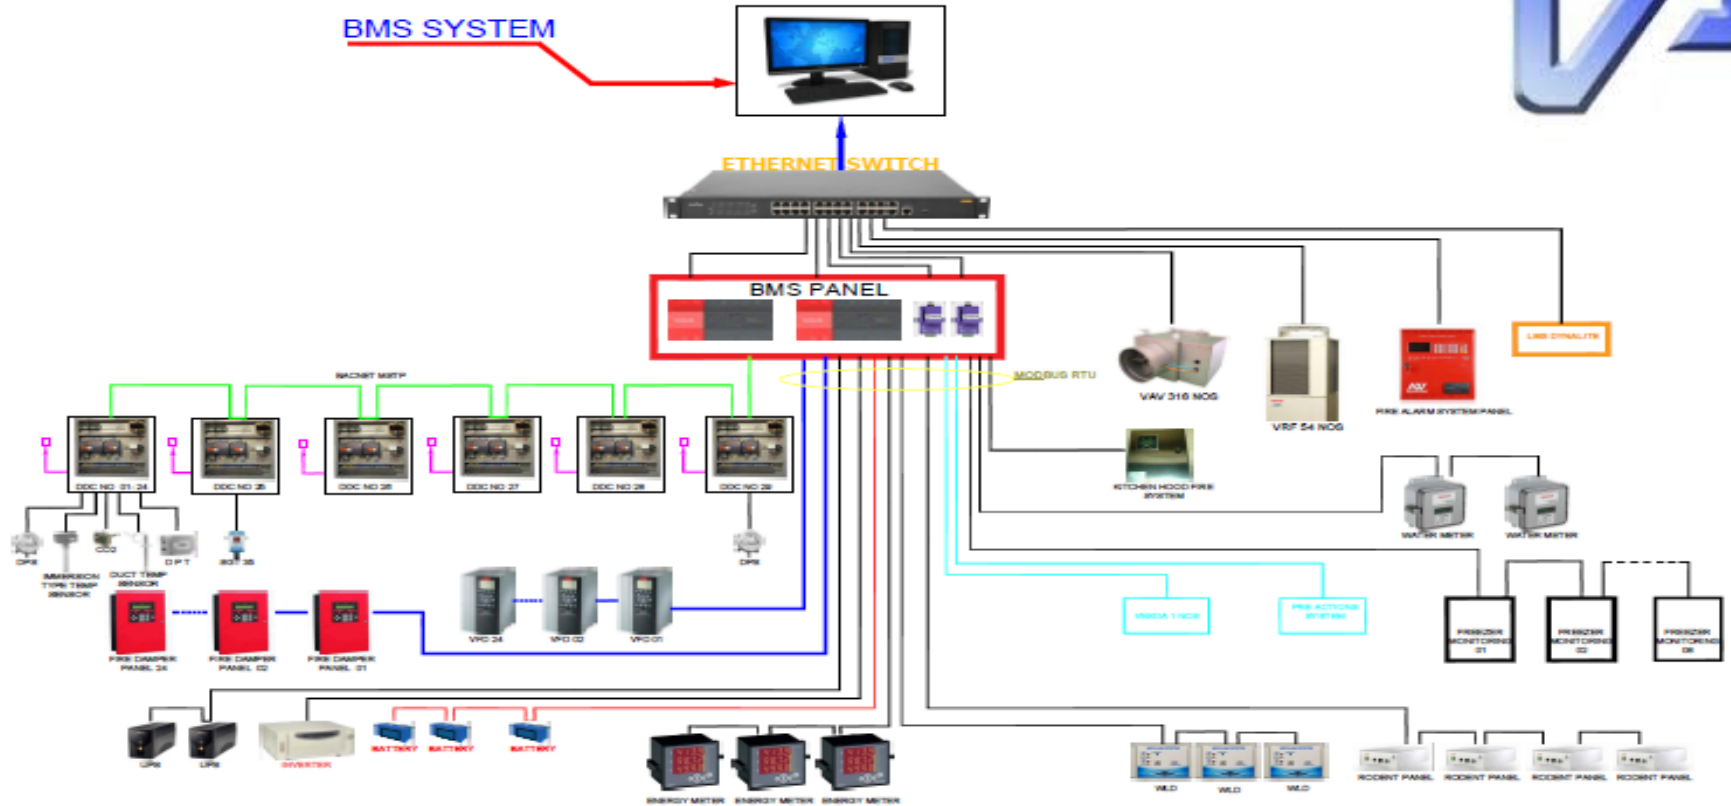 BMS SYSTEM
ETHERNET SWITCH
BMS PANEL
BACNET MSTP
MODBUS RTU
VAV 316 NOS
VRF 54 NOS
FIRE ALARM SYSTEM PANEL
LMS DYNALITE
KITCHEN HOOD FIRE
SYSTEM
DDC NO 01-24
DDC NO 25
DDC NO 26
DDC NO 27
DDC NO 28
DDC NO 29
WATER METER
WATER METER
DPS
IMMERSION
TYPE TEMP
SENSOR
CO2
DUCT TEMP
SENSOR
D P T
DPS
VFD 24
VFD 02
VFD 01
FIRE DAMPER
PANEL 24
FIRE DAMPER
PANEL 02
FIRE DAMPER
PANEL 01
PRE ACTIONS
SYSTEM
FREEZER
MONITORING
01
FREEZER
MONITORING
02
FREEZER
MONITORING
UPS
UPS
INVERTER
BATTERY
BATTERY
BATTERY
ENERGY METER
ENERGY METER
ENERGY METER
WLD
WLD
WLD
RODENT PANEL
RODENT PANEL
RODENT PANEL
RODENT PANEL